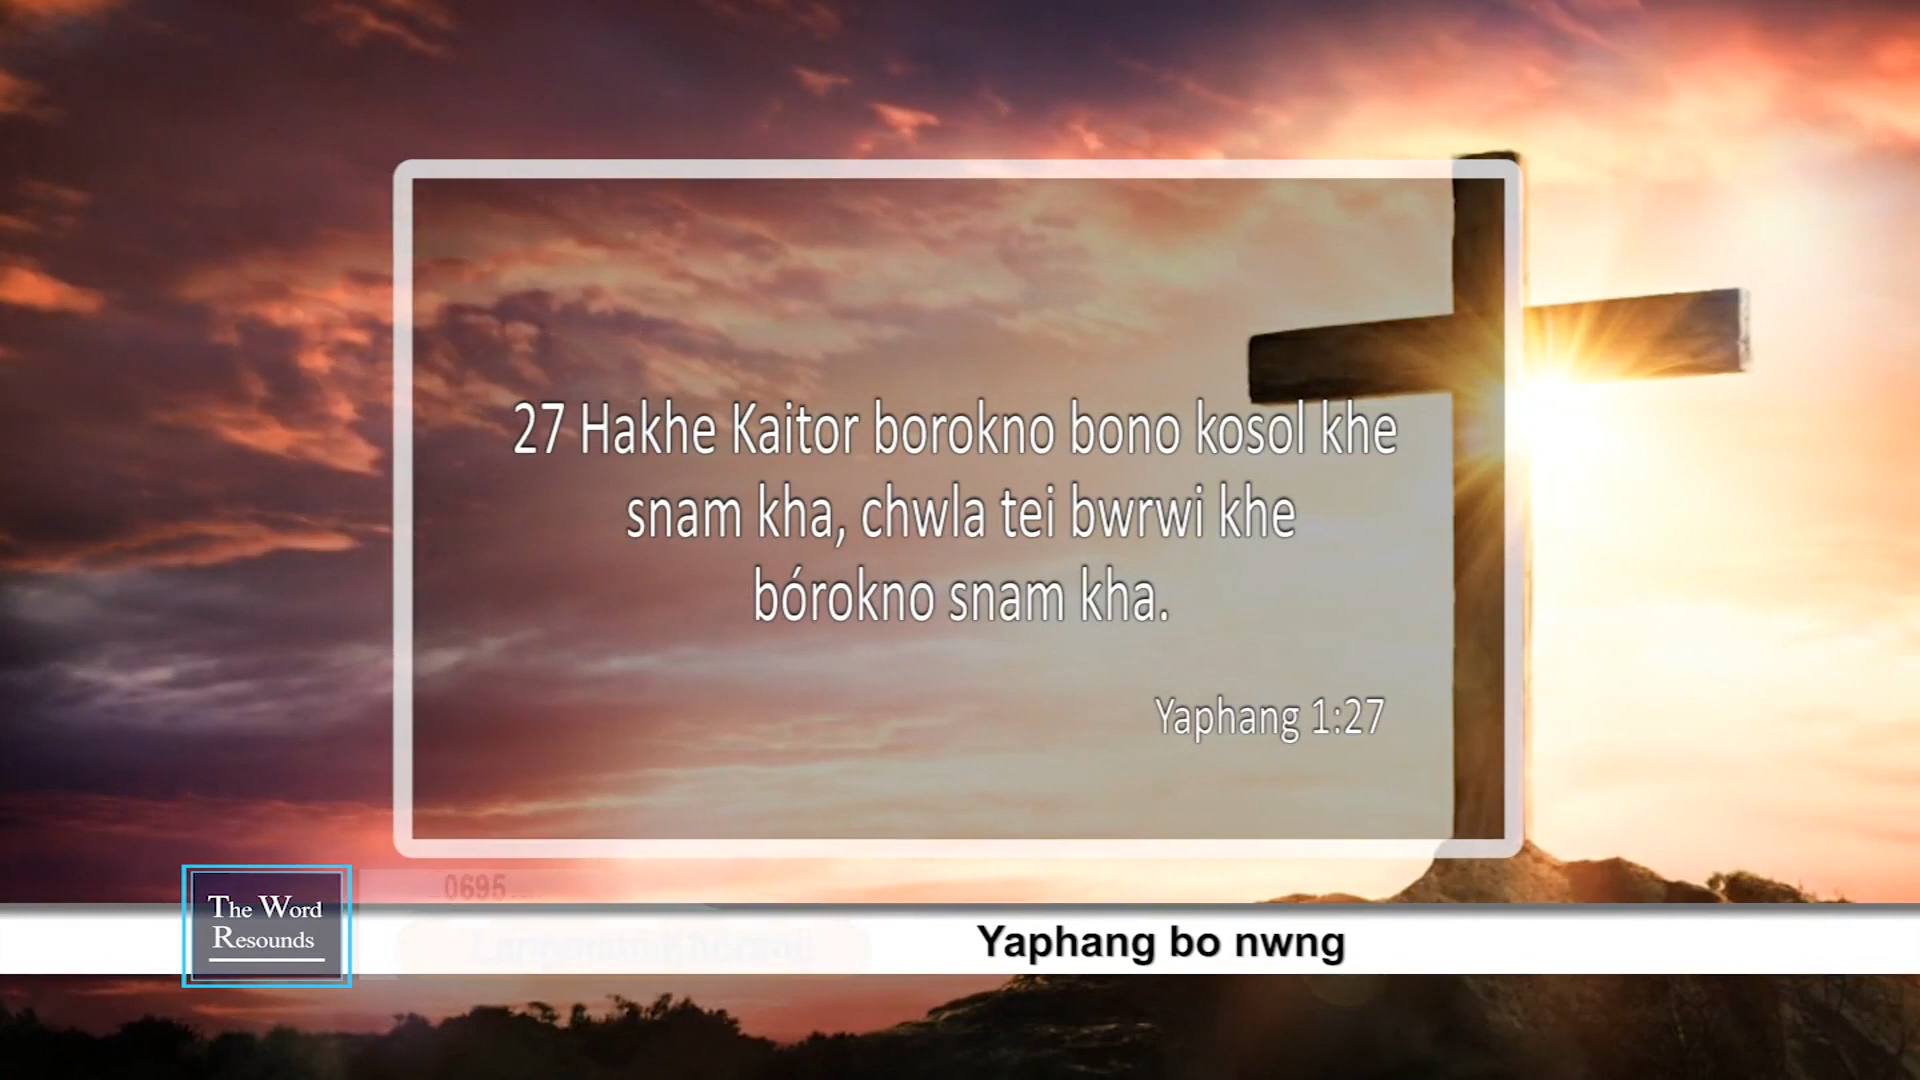 27 Hakhe Kaitor borokno bono kosol khe
snam kha, chwla tei bwrwi khe
bórokno snam kha.
Yaphang 1:27
0695
The Word
Resounds
Yaphang bo nwng